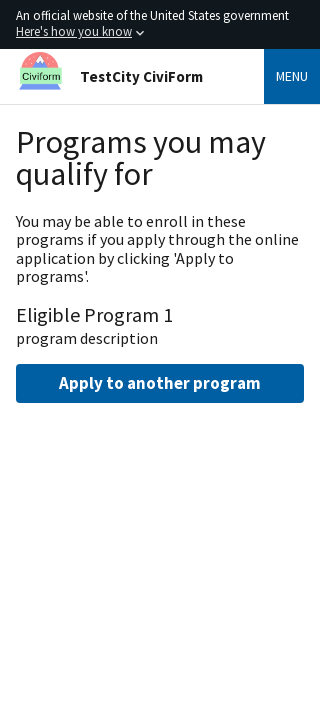 An official website of the United States government
Here's how you know
Civiform
TestCity CiviForm
MENU
Programs you may
qualify for
You may be able to enroll in these
programs if you apply through the online
application by clicking 'Apply to
programs'.
Eligible Program 1
program description
Apply to another program